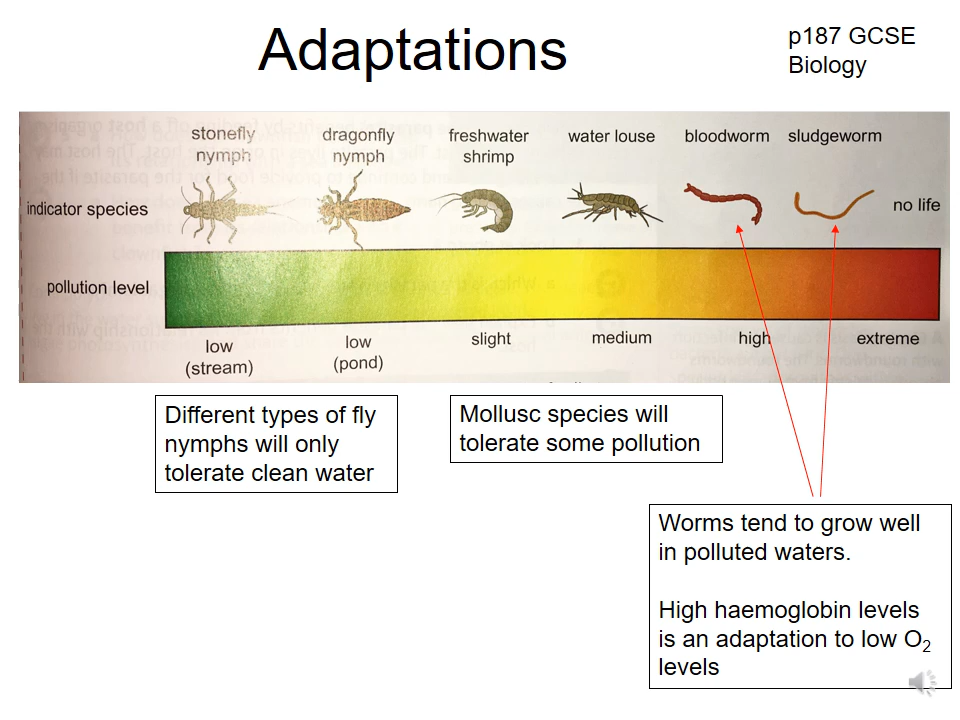 Adaptations
p187 GCSE
Biology
stonefly
nymph
dragonfly
nymph
freshwater
shrimp
water louse
bloodworm
sludgeworm
indicator species
no life
pollution level
low
(stream)
low
(pond)
slight
medium
high
extreme
Different types of fly
nymphs will only
tolerate clean water
Mollusc species will
tolerate some pollution
Worms tend to grow well
in polluted waters.
High haemoglobin levels
is an adaptation to low O₂
levels